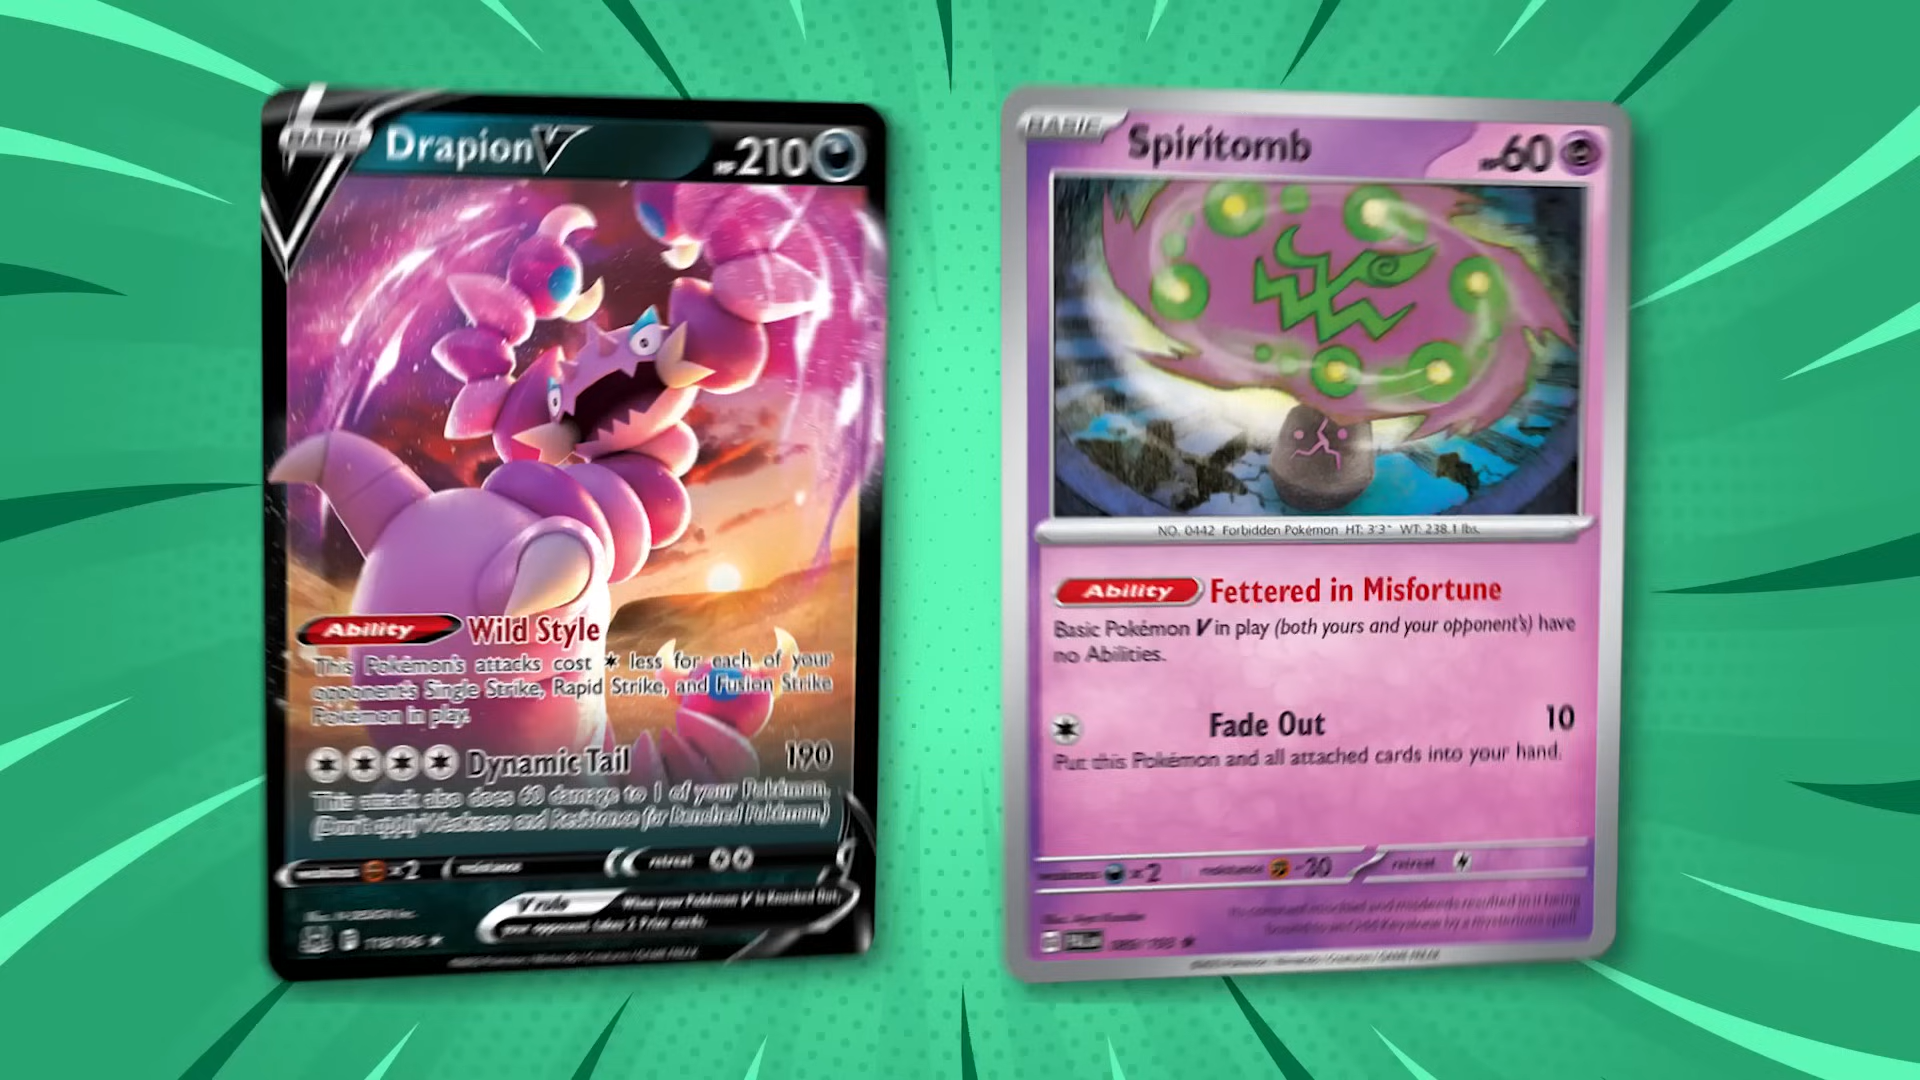 BASIC
Drapion V
HP 210
Ability Wild Style
This Pokémon's attacks cost less for each of your
opponent's Single Strike, Rapid Strike, and Fusion Strike
Pokémon in play.
Dynamic Tail 190
This attack also does 60 damage to 1 of your Pokémon.
(Don't apply Weakness and Resistance for Benched Pokémon.)
weakness ×2 resistance retreat
V rule When your Pokémon V is Knocked Out,
your opponent takes 2 Prize cards.
BASIC
Spiritomb
HP 60
NO. 0442 Forbidden Pokémon HT: 3'3" WT: 238.1 lbs.
Ability Fettered in Misfortune
Basic Pokémon V in play (both yours and your opponent's) have
no Abilities.
Fade Out 10
Put this Pokémon and all attached cards into your hand.
weakness ×2 resistance -30 retreat